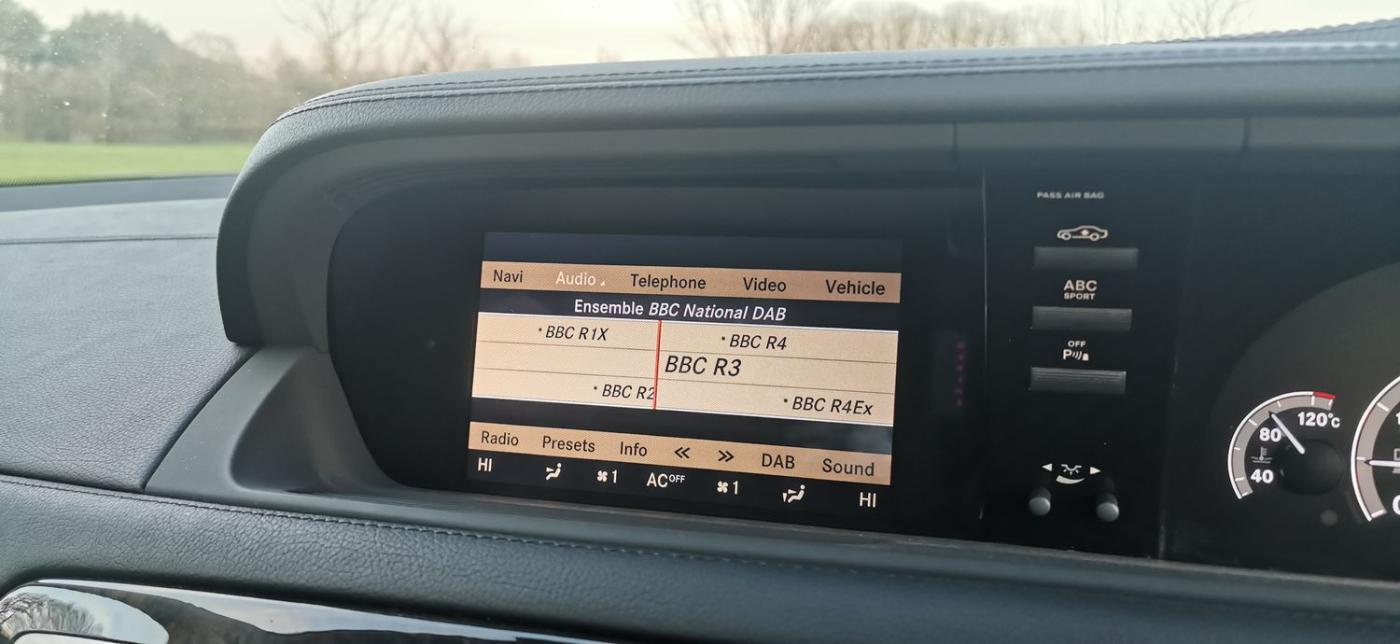 Navi Audio Telephone Video Vehicle
Ensemble BBC National DAB
BBC R1X BBC R4
BBC R3
BBC R2 BBC R4Ex
Radio Presets Info << >> DAB Sound
HI 1 AC OFF 1 HI
PASS AIR BAG
ABC
SPORT
OFF
P
120°C
80
40